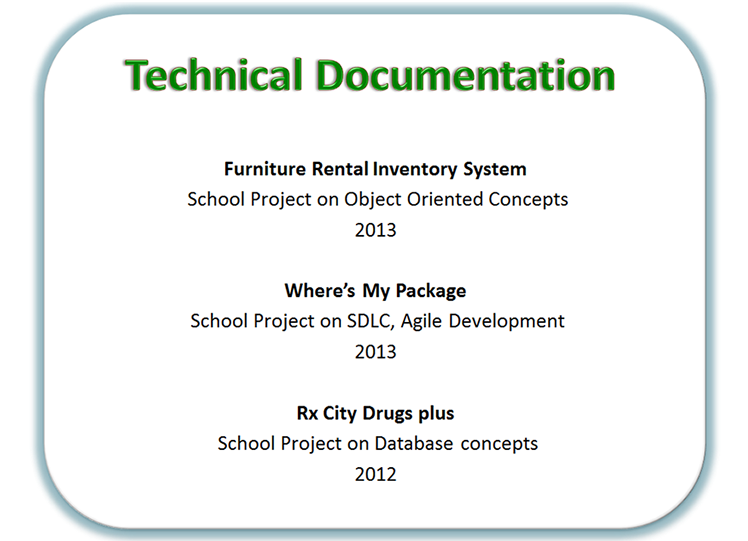 Technical Documentation
Furniture Rental Inventory System
School Project on Object Oriented Concepts
2013
Where’s My Package
School Project on SDLC, Agile Development
2013
Rx City Drugs plus
School Project on Database concepts
2012